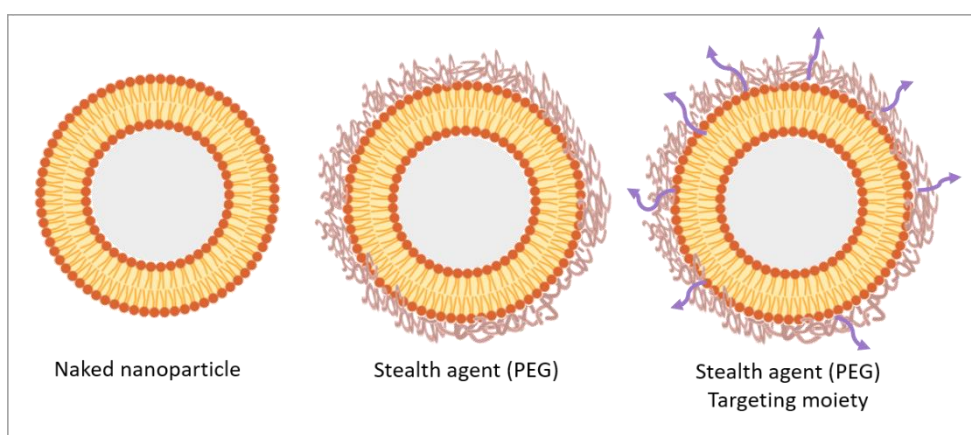 Naked nanoparticle
Stealth agent (PEG)
Stealth agent (PEG)
Targeting moiety